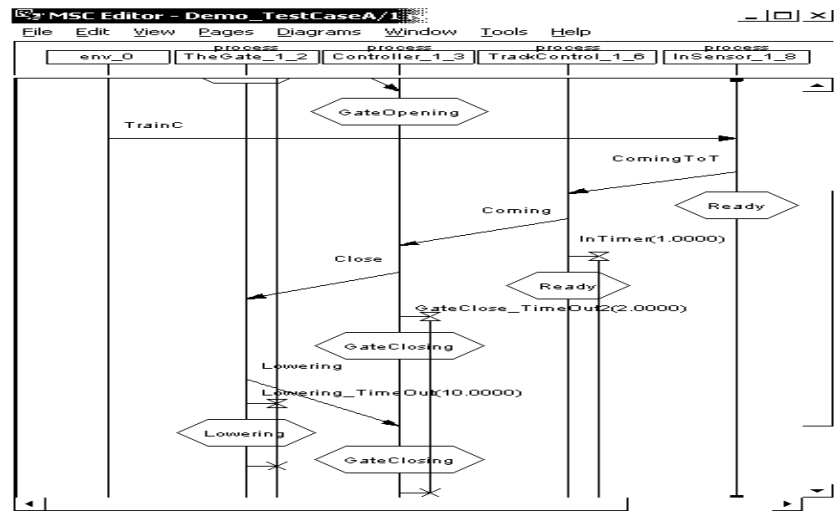 MSC Editor - Demo_TestCaseA/1
File Edit View Pages Diagrams Window Tools Help
process process process process
env_0 TheGate_1_2 Controller_1_3 TrackControl_1_6 InSensor_1_8
GateOpening
TrainC
ComingToT
Ready
Coming
InTimer(1.0000)
Close
Ready
GateClose_TimeOut2(2.0000)
GateClosing
Lowering
Lowering_TimeOut(10.0000)
Lowering
GateClosing